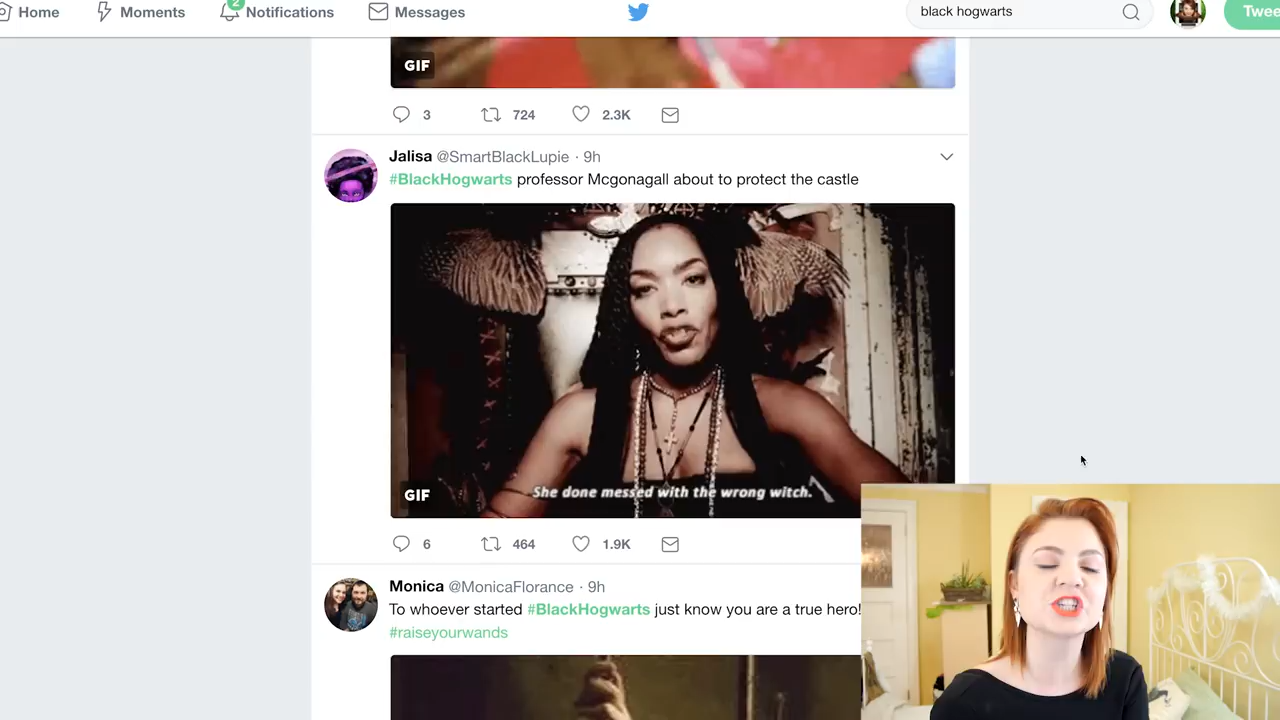 Home Moments 2 Notifications Messages black hogwarts Twee
GIF
3 724 2.3K
Jalisa @SmartBlackLupie · 9h
#BlackHogwarts professor Mcgonagall about to protect the castle
She done messed with the wrong witch.
GIF
6 464 1.9K
Monica @MonicaFlorance · 9h
To whoever started #BlackHogwarts just know you are a true hero!
#raiseyourwands